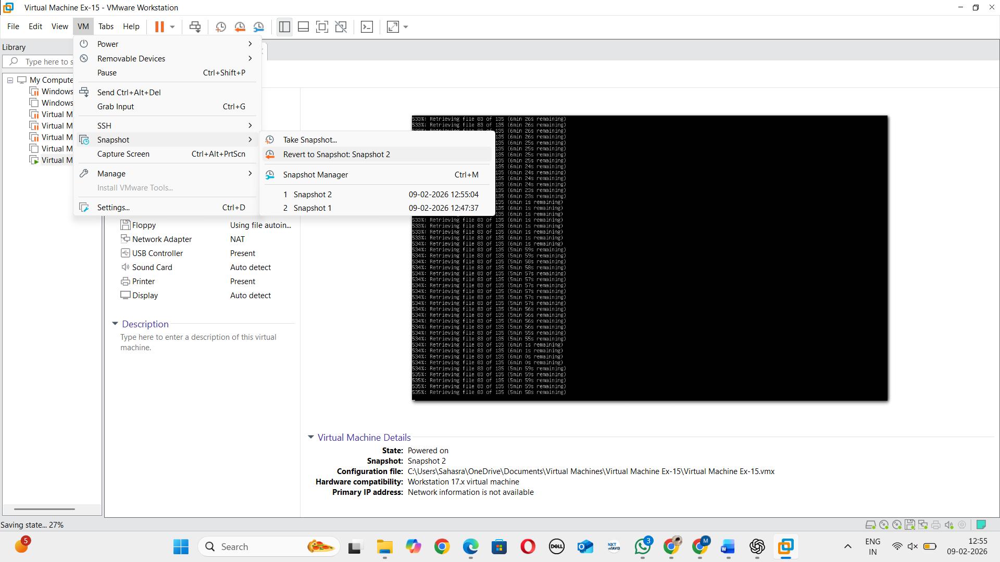 Virtual Machine Ex-15 - VMware Workstation
File Edit View VM Tabs Help
Library
Type here to s
My Compute
Windows
Windows
Virtual M
Virtual M
Virtual M
Virtual M
Virtual M
Power
Removable Devices
Pause Ctrl+Shift+P
Send Ctrl+Alt+Del
Grab Input Ctrl+G
SSH
Snapshot
Capture Screen Ctrl+Alt+PrtScn
Manage
Install VMware Tools...
Settings... Ctrl+D
Take Snapshot...
Revert to Snapshot: Snapshot 2
Snapshot Manager Ctrl+M
1 Snapshot 2 09-02-2026 12:55:04
2 Snapshot 1 09-02-2026 12:47:37
Floppy Using file autoin...
Network Adapter NAT
USB Controller Present
Sound Card Auto detect
Printer Present
Display Auto detect
Description
Type here to enter a description of this virtual
machine.
533%: Retrieving file 83 of 135 (6min 26s remaining)
533%: Retrieving file 83 of 135 (6min 26s remaining)
135 (6min 26s remaining)
135 (6min 26s remaining)
135 (6min 25s remaining)
135 (6min 25s remaining)
135 (6min 25s remaining)
135 (6min 25s remaining)
135 (6min 24s remaining)
135 (6min 24s remaining)
135 (6min 24s remaining)
135 (6min 24s remaining)
135 (6min 23s remaining)
135 (6min 23s remaining)
135 (6min 1s remaining)
135 (6min 1s remaining)
135 (6min 1s remaining)
533%: Retrieving file 83 of 135 (6min 1s remaining)
533%: Retrieving file 83 of 135 (6min 1s remaining)
533%: Retrieving file 83 of 135 (6min 1s remaining)
533%: Retrieving file 83 of 135 (6min 1s remaining)
534%: Retrieving file 83 of 135 (6min 1s remaining)
534%: Retrieving file 83 of 135 (5min 59s remaining)
534%: Retrieving file 83 of 135 (5min 59s remaining)
534%: Retrieving file 83 of 135 (5min 58s remaining)
534%: Retrieving file 83 of 135 (5min 58s remaining)
534%: Retrieving file 83 of 135 (5min 57s remaining)
534%: Retrieving file 83 of 135 (5min 57s remaining)
534%: Retrieving file 83 of 135 (5min 57s remaining)
534%: Retrieving file 83 of 135 (5min 57s remaining)
534%: Retrieving file 83 of 135 (5min 57s remaining)
534%: Retrieving file 83 of 135 (5min 57s remaining)
534%: Retrieving file 83 of 135 (5min 56s remaining)
534%: Retrieving file 83 of 135 (5min 56s remaining)
534%: Retrieving file 83 of 135 (5min 56s remaining)
534%: Retrieving file 83 of 135 (5min 56s remaining)
534%: Retrieving file 83 of 135 (5min 55s remaining)
534%: Retrieving file 83 of 135 (5min 55s remaining)
534%: Retrieving file 83 of 135 (6min 1s remaining)
534%: Retrieving file 83 of 135 (6min 1s remaining)
534%: Retrieving file 83 of 135 (6min 0s remaining)
534%: Retrieving file 83 of 135 (6min 0s remaining)
534%: Retrieving file 83 of 135 (5min 59s remaining)
535%: Retrieving file 83 of 135 (5min 59s remaining)
535%: Retrieving file 83 of 135 (5min 59s remaining)
535%: Retrieving file 83 of 135 (5min 59s remaining)
535%: Retrieving file 83 of 135 (5min 58s remaining)
Virtual Machine Details
State: Powered on
Snapshot: Snapshot 2
Configuration file: C:\Users\Sahasra\OneDrive\Documents\Virtual Machines\Virtual Machine Ex-15\Virtual Machine Ex-15.vmx
Hardware compatibility: Workstation 17.x virtual machine
Primary IP address: Network information is not available
Saving state... 27%
5
Search
DELL
NXT
WAVE
3
M
W
ENG
IN
12:55
09-02-2026